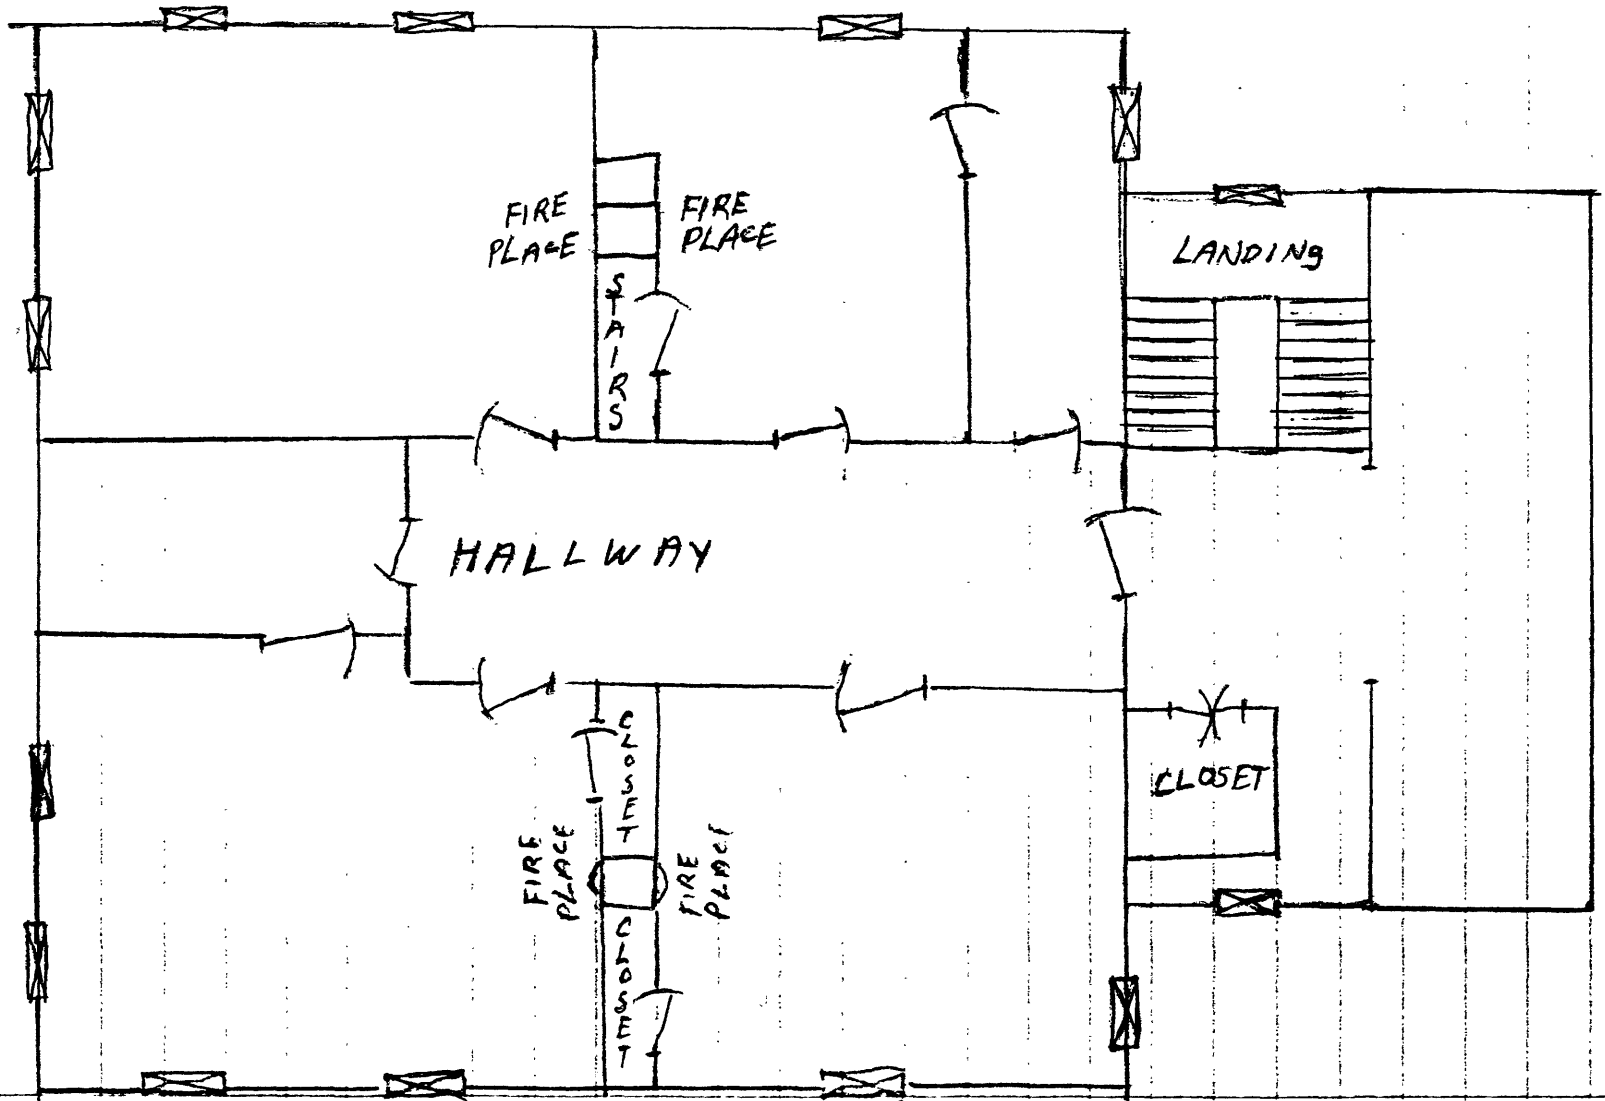 FIRE
PLACE
FIRE
PLACE
LANDING
STAIRS
HALLWAY
CLOSET
CLOSET
FIRE
PLACE
FIRE
PLACE
CLOSET